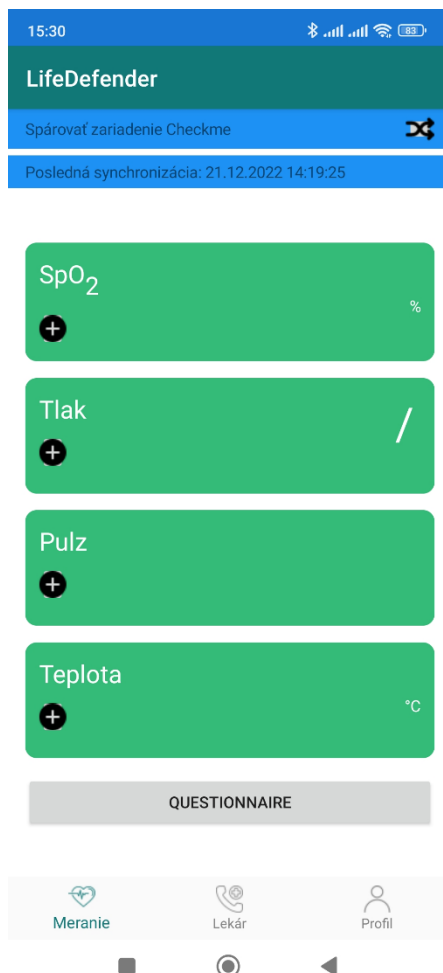 15:30
83
LifeDefender
Spárovať zariadenie Checkme
Posledná synchronizácia: 21.12.2022 14:19:25
SpO2
%
Tlak
/
Pulz
Teplota
°C
QUESTIONNAIRE
Meranie
Lekár
Profil